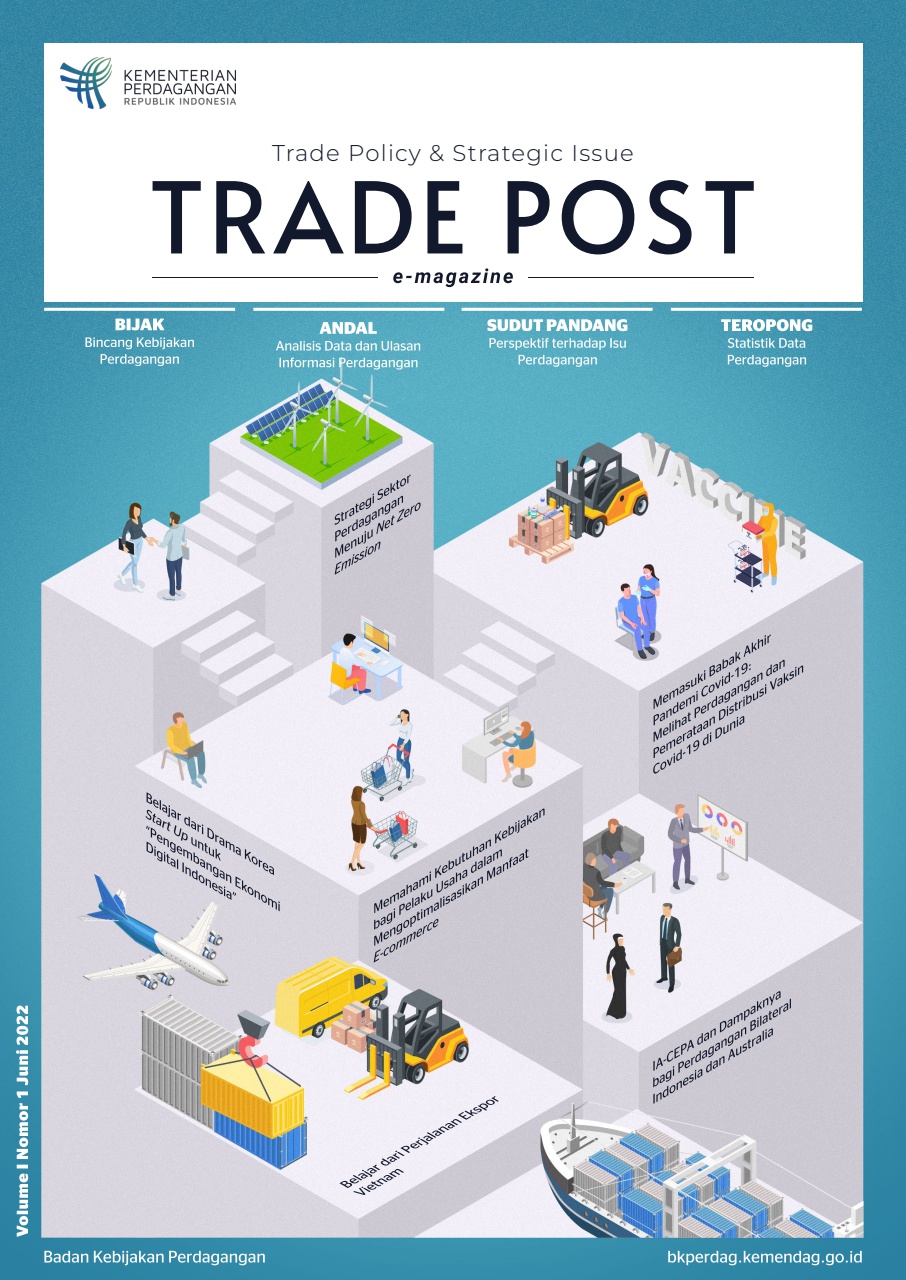 KEMENTERIAN
PERDAGANGAN
REPUBLIK INDONESIA
Trade Policy & Strategic Issue
TRADE POST
e-magazine
BIJAK
Bincang Kebijakan
Perdagangan
ANDAL
Analisis Data dan Ulasan
Informasi Perdagangan
SUDUT PANDANG
Perspektif terhadap Isu
Perdagangan
TEROPONG
Statistik Data
Perdagangan
Strategi Sektor
Perdagangan
Menuju Net Zero
Emission
VACCINE
Memasuki Babak Akhir
Pandemi Covid-19:
Melihat Perdagangan dan
Pemerataan Distribusi Vaksin
Covid-19 di Dunia
Belajar dari Drama Korea
Start Up untuk
"Pengembangan Ekonomi
Digital Indonesia"
Memahami Kebutuhan Kebijakan
bagi Pelaku Usaha dalam
Mengoptimalisasikan Manfaat
E-commerce
IA-CEPA dan Dampaknya
bagi Perdagangan Bilateral
Indonesia dan Australia
Belajar dari Perjalanan Ekspor
Vietnam
Volume I Nomor 1 Juni 2022
Badan Kebijakan Perdagangan
bkperdag.kemendag.go.id